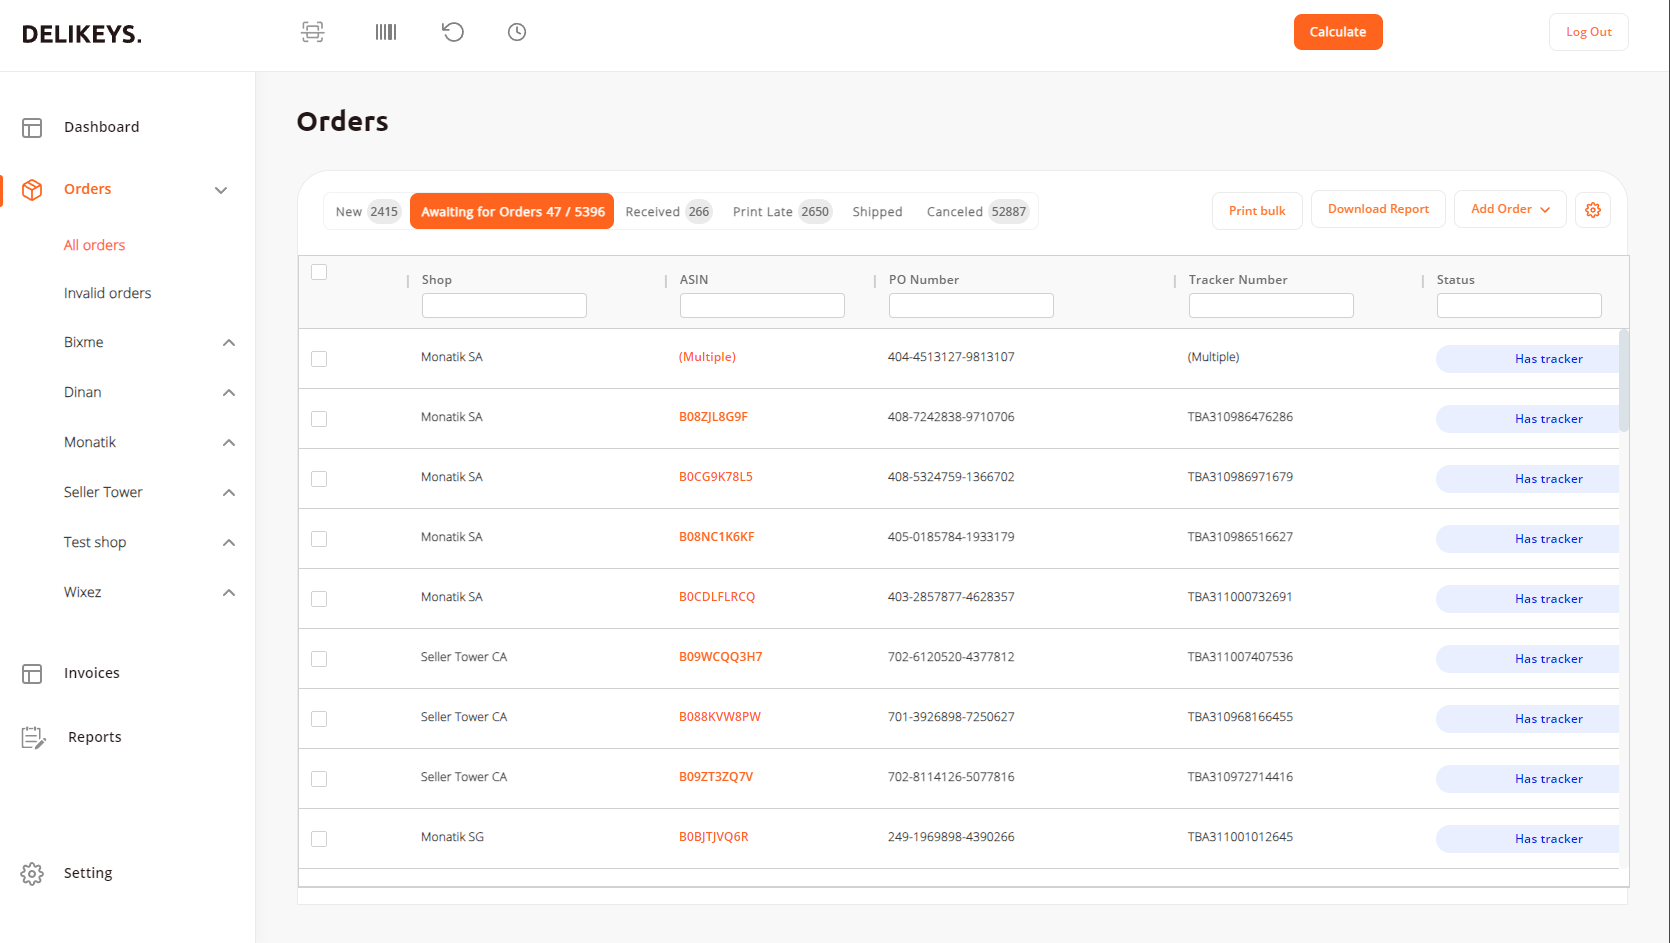 DELIKEYS.
Calculate
Log Out
Dashboard
Orders
All orders
Invalid orders
Bixme
Dinan
Monatik
Seller Tower
Test shop
Wixez
Invoices
Reports
Setting
Orders
New 2415 Awaiting for Orders 47 / 5396 Received 266 Print Late 2650 Shipped Canceled 52887
Print bulk Download Report Add Order
Shop ASIN PO Number Tracker Number Status
Monatik SA (Multiple) 404-4513127-9813107 (Multiple) Has tracker
Monatik SA B08ZJL8G9F 408-7242838-9710706 TBA310986476286 Has tracker
Monatik SA B0CG9K78L5 408-5324759-1366702 TBA310986971679 Has tracker
Monatik SA B08NC1K6KF 405-0185784-1933179 TBA310986516627 Has tracker
Monatik SA B0CDLFLRCQ 403-2857877-4628357 TBA311000732691 Has tracker
Seller Tower CA B09WCQQ3H7 702-6120520-4377812 TBA311007407536 Has tracker
Seller Tower CA B088KVW8PW 701-3926898-7250627 TBA310968166455 Has tracker
Seller Tower CA B09ZT3ZQ7V 702-8114126-5077816 TBA310972714416 Has tracker
Monatik SG B0BJTJVQ6R 249-1969898-4390266 TBA311001012645 Has tracker